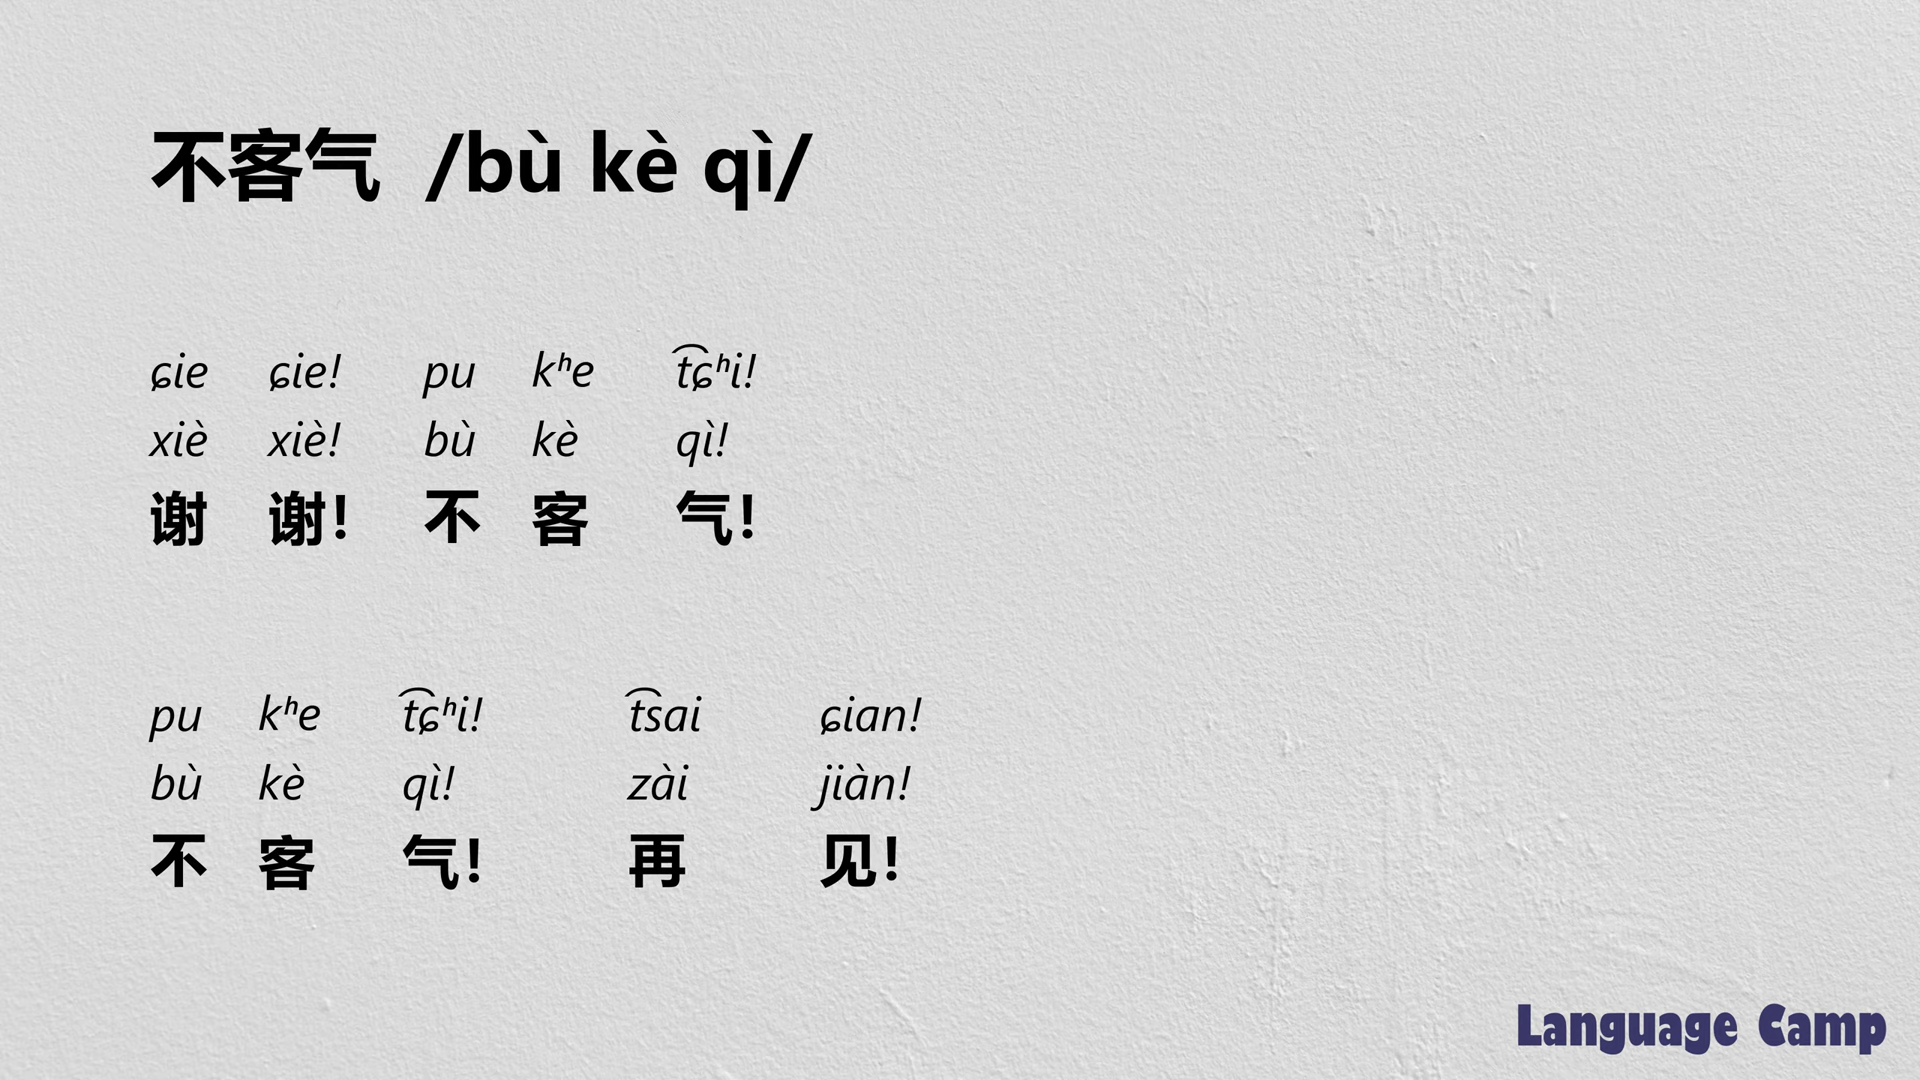 不客气 /bù kè qì/
ɕie ɕie! pu kʰe t͡ɕʰi!
xiè xiè! bù kè qì!
谢 谢! 不 客 气!
pu kʰe t͡ɕʰi! t͡sai ɕian!
bù kè qì! zài jiàn!
不 客 气! 再 见!
Language Camp